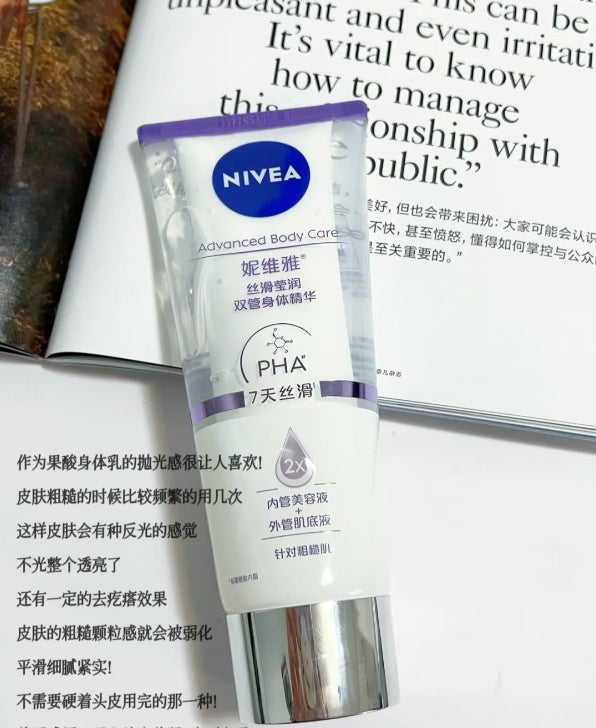 This can be
unpleasant and even irritati
It's vital to know
how to manage
this
onship with
public."
美好，但也会带来困扰：大家可能会认识
不快，甚至愤怒，懂得如何掌控与公众
至关重要的。"
NIVEA
Advanced Body Care
妮维雅®
丝滑莹润
双管身体精华
PHA
7天丝滑
2x
内管美容液
+
外管肌底液
针对粗糙肌
作为果酸身体乳的抛光感很让人喜欢!
皮肤粗糙的时候比较频繁的用几次
这样皮肤会有种反光的感觉
不光整个透亮了
还有一定的去疙瘩效果
皮肤的粗糙颗粒感就会被弱化
平滑细腻紧实!
不需要硬着头皮用完的那一种!